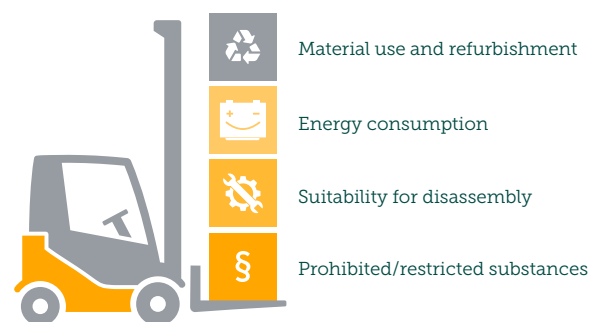 Material use and refurbishment
Energy consumption
Suitability for disassembly
§ Prohibited/restricted substances